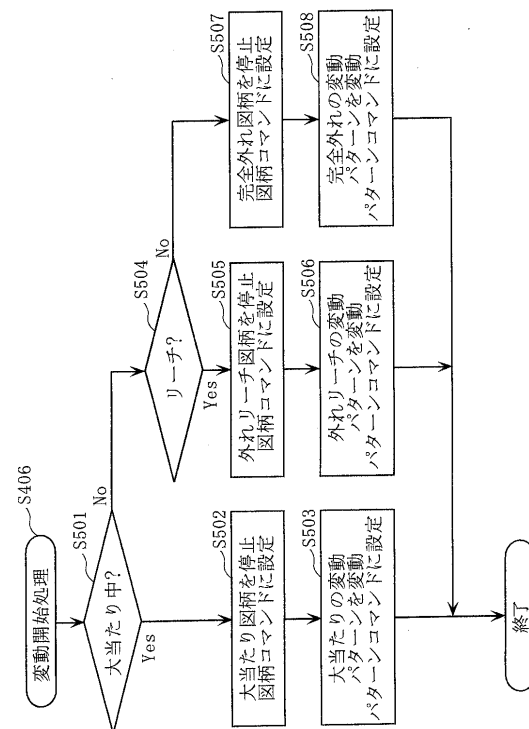 変動開始処理
S406
S501
大当たり中?
Yes
No
S502
大当たり図柄を停止
図柄コマンドに設定
S503
大当たりの変動
パターンを変動
パターンコマンドに設定
S504
リーチ?
Yes
No
S505
外れリーチ図柄を停止
図柄コマンドに設定
S506
外れリーチの変動
パターンを変動
パターンコマンドに設定
S507
完全外れ図柄を停止
図柄コマンドに設定
S508
完全外れの変動
パターンを変動
パターンコマンドに設定
終了